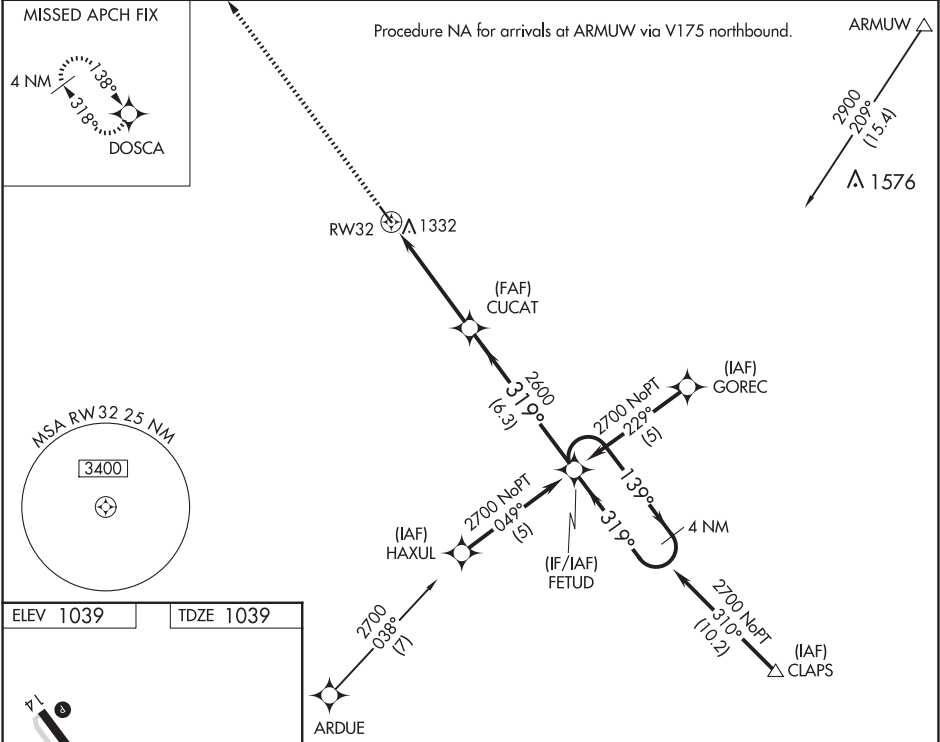 MISSED APCH FIX
4 NM
138°
318°
DOSCA
Procedure NA for arrivals at ARMUW via V175 northbound.
ARMUW
2900
209°
(15.4)
1576
RW32
1332
(FAF)
CUCAT
2600
319°
(6.3)
(IAF)
GOREC
2700 NoPT
229°
(5)
MSA RW32 25 NM
3400
2700 NoPT
049°
(5)
(IAF)
HAXUL
139°
319°
4 NM
(IF/IAF)
FETUD
2700 NoPT
310°
(10.2)
(IAF)
CLAPS
2700
038°
(7)
ARDUE
ELEV 1039
TDZE 1039
14
P